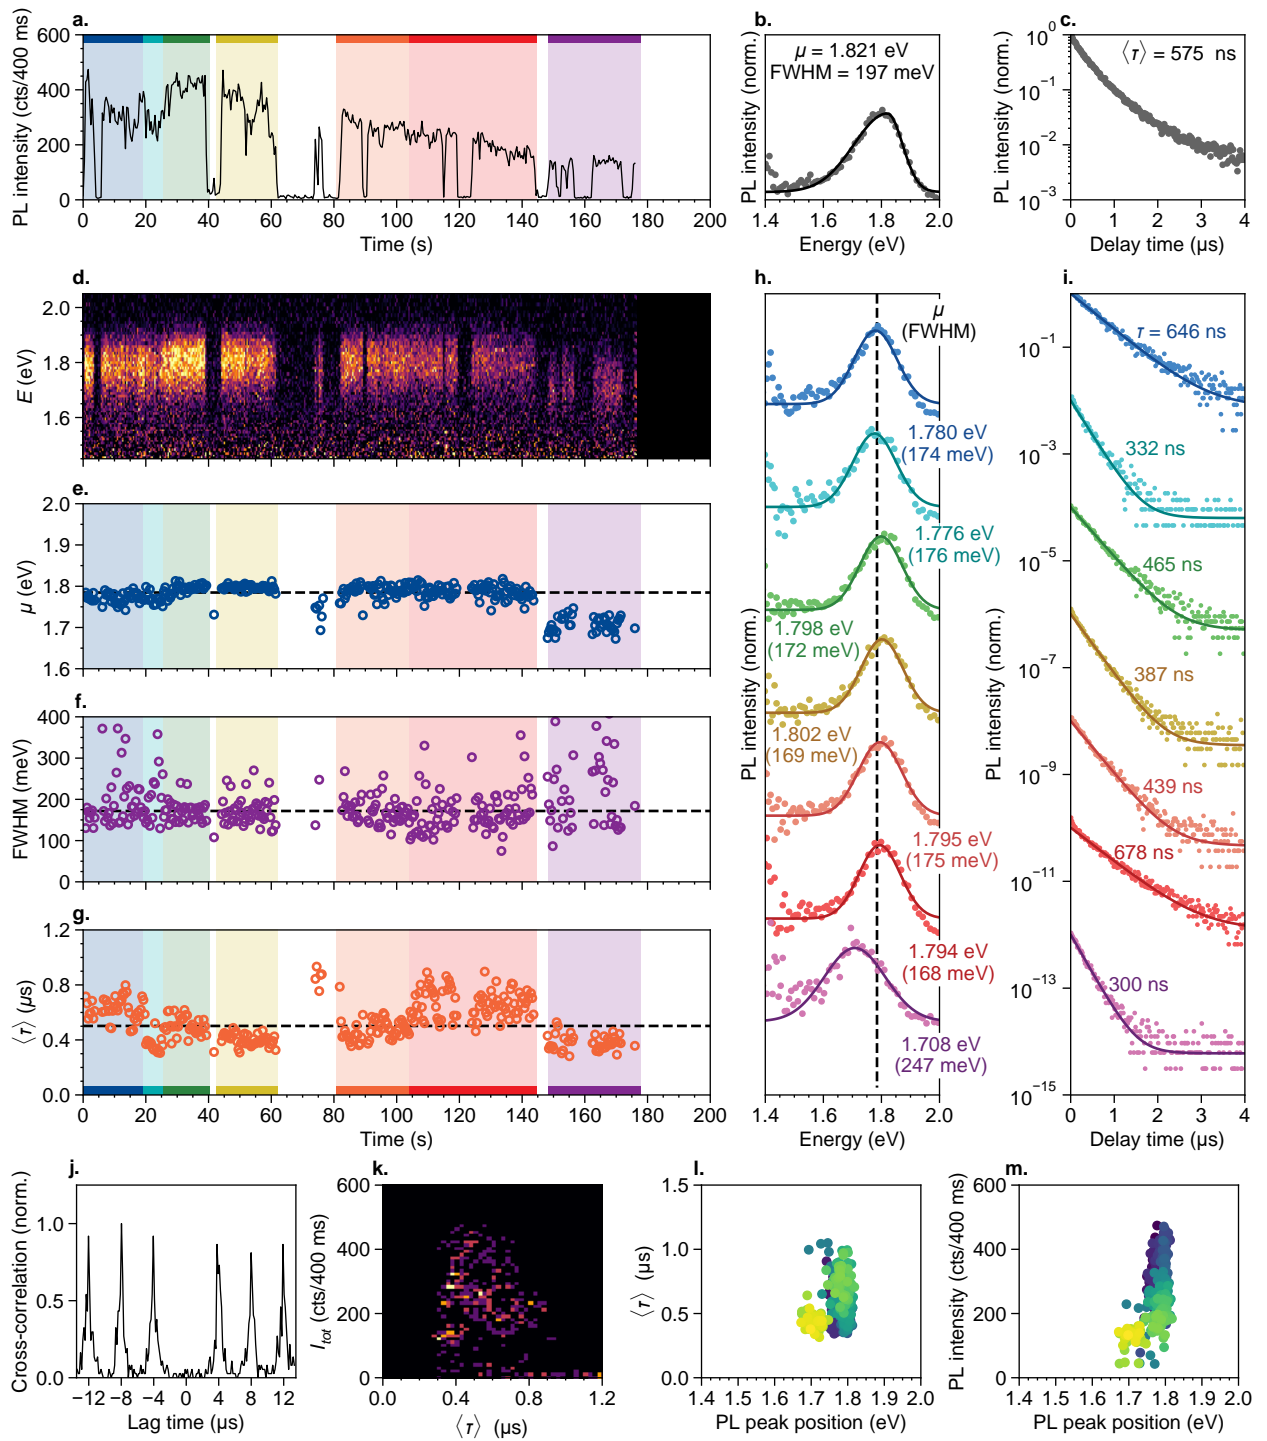 a.
PL intensity (cts/400 ms)
600
400
200
0
0 20 40 60 80 100 120 140 160 180 200
Time (s)
b.
PL intensity (norm.)
μ = 1.821 eV
FWHM = 197 meV
1.4 1.6 1.8 2.0
Energy (eV)
c.
PL intensity (norm.)
⟨τ⟩ = 575 ns
10⁰
10⁻¹
10⁻²
10⁻³
0 1 2 3 4
Delay time (μs)
d.
E (eV)
2.0
1.8
1.6
e.
μ (eV)
2.0
1.9
1.8
1.7
1.6
f.
FWHM (meV)
400
300
200
100
0
g.
⟨τ⟩ (μs)
1.2
0.8
0.4
0.0
0 20 40 60 80 100 120 140 160 180 200
Time (s)
h.
PL intensity (norm.)
μ
(FWHM)
1.780 eV
(174 meV)
1.776 eV
(176 meV)
1.798 eV
(172 meV)
1.802 eV
(169 meV)
1.795 eV
(175 meV)
1.794 eV
(168 meV)
1.708 eV
(247 meV)
1.4 1.6 1.8 2.0
Energy (eV)
i.
PL intensity (norm.)
10⁻¹
10⁻³
10⁻⁵
10⁻⁷
10⁻⁹
10⁻¹¹
10⁻¹³
10⁻¹⁵
τ = 646 ns
332 ns
465 ns
387 ns
439 ns
678 ns
300 ns
0 1 2 3 4
Delay time (μs)
j.
Cross-correlation (norm.)
1.0
0.5
0.0
−12 −8 −4 0 4 8 12
Lag time (μs)
k.
I_tot (cts/400 ms)
600
400
200
0
0.0 0.4 0.8 1.2
⟨τ⟩ (μs)
l.
⟨τ⟩ (μs)
1.5
1.0
0.5
0.0
1.4 1.5 1.6 1.7 1.8 1.9 2.0
PL peak position (eV)
m.
PL intensity (cts/400 ms)
600
500
400
300
200
100
0
1.4 1.5 1.6 1.7 1.8 1.9 2.0
PL peak position (eV)